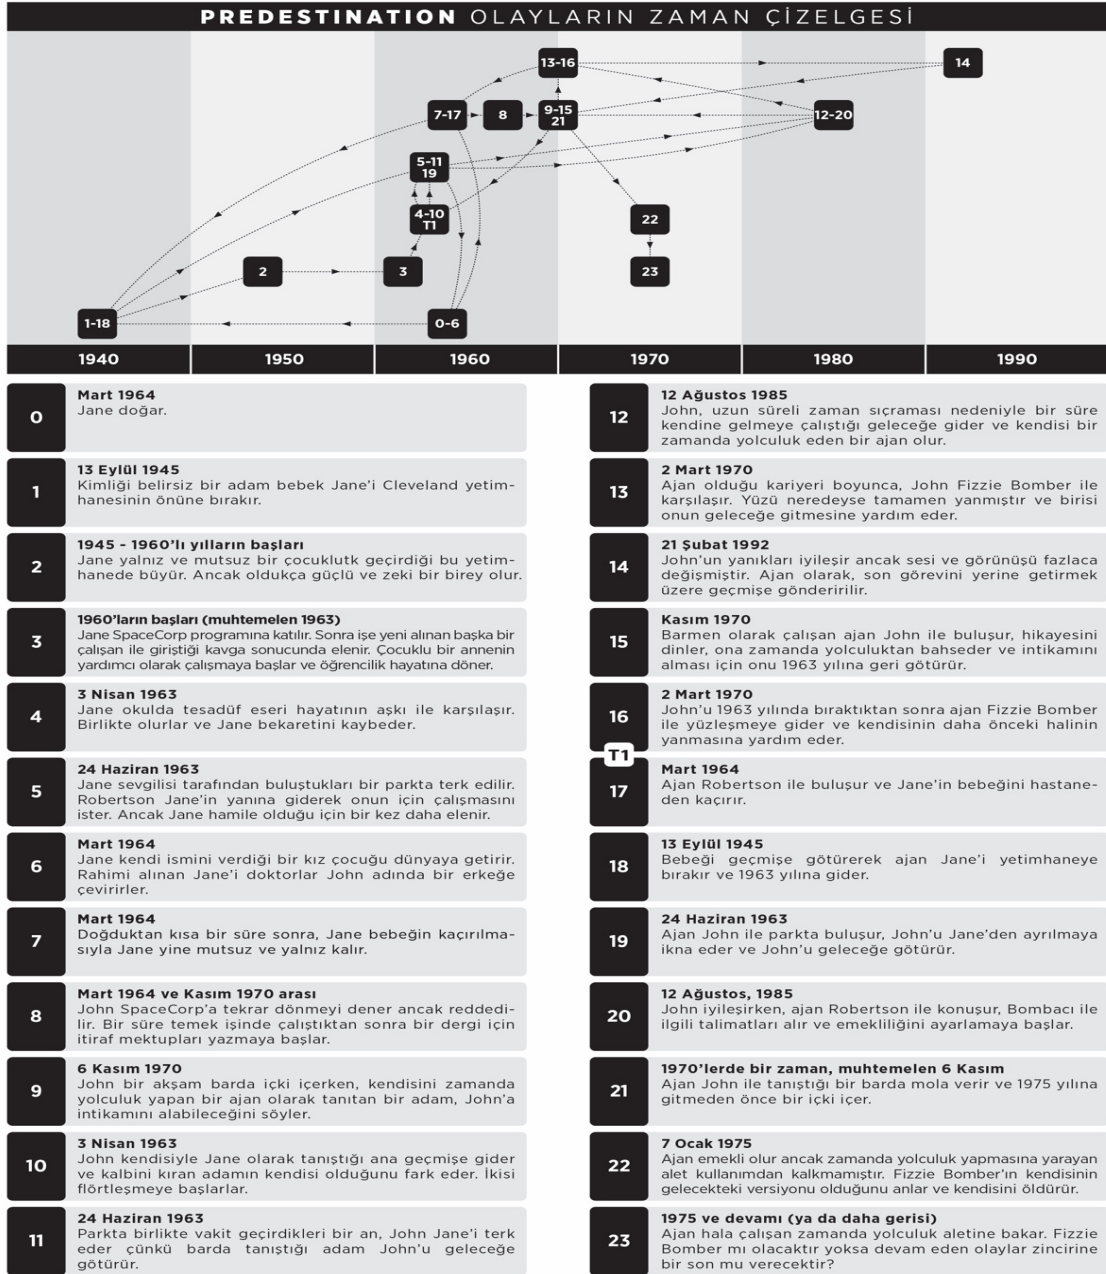 PREDESTINATION OLAYLARIN ZAMAN ÇİZELGESİ
13-16
14
7-17
8
9-15
21
12-20
5-11
19
4-10
T1
22
2
3
23
1-18
0-6
1940
1950
1960
1970
1980
1990
0
Mart 1964
Jane doğar.
1
13 Eylül 1945
Kimliği belirsiz bir adam bebek Jane'i Cleveland yetim-
hanesinin önüne bırakır.
2
1945 - 1960'lı yılların başları
Jane yalnız ve mutsuz bir çocuklutk geçirdiği bu yetim-
hanede büyür. Ancak oldukça güçlü ve zeki bir birey olur.
3
1960'ların başları (muhtemelen 1963)
Jane SpaceCorp programına katılır. Sonra işe yeni alınan başka bir
çalışan ile giriştiği kavga sonucunda elenir. Çocuklu bir annenin
yardımcı olarak çalışmaya başlar ve öğrencilik hayatına döner.
4
3 Nisan 1963
Jane okulda tesadüf eseri hayatının aşkı ile karşılaşır.
Birlikte olurlar ve Jane bekaretini kaybeder.
5
24 Haziran 1963
Jane sevgilisi tarafından buluştukları bir parkta terk edilir.
Robertson Jane'in yanına giderek onun için çalışmasını
ister. Ancak Jane hamile olduğu için bir kez daha elenir.
6
Mart 1964
Jane kendi ismini verdiği bir kız çocuğu dünyaya getirir.
Rahimi alınan Jane'i doktorlar John adında bir erkeğe
çevirirler.
7
Mart 1964
Doğduktan kısa bir süre sonra, Jane bebeğin kaçırılma-
sıyla Jane yine mutsuz ve yalnız kalır.
8
Mart 1964 ve Kasım 1970 arası
John SpaceCorp'a tekrar dönmeyi dener ancak reddedi-
lir. Bir süre temek işinde çalıştıktan sonra bir dergi için
itiraf mektupları yazmaya başlar.
9
6 Kasım 1970
John bir akşam barda içki içerken, kendisini zamanda
yolculuk yapan bir ajan olarak tanıtan bir adam, John'a
intikamını alabileceğini söyler.
10
3 Nisan 1963
John kendisiyle Jane olarak tanıştığı ana geçmişe gider
ve kalbini kıran adamın kendisi olduğunu fark eder. İkisi
flörtleşmeye başlarlar.
11
24 Haziran 1963
Parkta birlikte vakit geçirdikleri bir an, John Jane'i terk
eder çünkü barda tanıştığı adam John'u geleceğe
götürür.
12
12 Ağustos 1985
John, uzun süreli zaman sıçraması nedeniyle bir süre
kendine gelmeye çalıştığı geleceğe gider ve kendisi bir
zamanda yolculuk eden bir ajan olur.
13
2 Mart 1970
Ajan olduğu kariyeri boyunca, John Fizzie Bomber ile
karşılaşır. Yüzü neredeyse tamamen yanmıştır ve birisi
onun geleceğe gitmesine yardım eder.
14
21 Şubat 1992
John'un yanıkları iyileşir ancak sesi ve görünüşü fazlaca
değişmiştir. Ajan olarak, son görevini yerine getirmek
üzere geçmişe gönderirilir.
15
Kasım 1970
Barmen olarak çalışan ajan John ile buluşur, hikayesini
dinler, ona zamanda yolculuktan bahseder ve intikamını
alması için onu 1963 yılına geri götürür.
16
2 Mart 1970
John'u 1963 yılında bıraktıktan sonra ajan Fizzie Bomber
ile yüzleşmeye gider ve kendisinin daha önceki halinin
yanmasına yardım eder.
T1
17
Mart 1964
Ajan Robertson ile buluşur ve Jane'in bebeğini hastane-
den kaçırır.
18
13 Eylül 1945
Bebeği geçmişe götürerek ajan Jane'i yetimhaneye
bırakır ve 1963 yılına gider.
19
24 Haziran 1963
Ajan John ile parkta buluşur, John'u Jane'den ayrılmaya
ikna eder ve John'u geleceğe götürür.
20
12 Ağustos, 1985
John iyileşirken, ajan Robertson ile konuşur, Bombacı ile
ilgili talimatları alır ve emekliliğini ayarlamaya başlar.
21
1970'lerde bir zaman, muhtemelen 6 Kasım
Ajan John ile tanıştığı bir barda mola verir ve 1975 yılına
gitmeden önce bir içki içer.
22
7 Ocak 1975
Ajan emekli olur ancak zamanda yolculuk yapmasına yarayan
alet kullanımdan kalkmamıştır. Fizzie Bomber'ın kendisinin
gelecekteki versiyonu olduğunu anlar ve kendisini öldürür.
23
1975 ve devamı (ya da daha gerisi)
Ajan hala çalışan zamanda yolculuk aletine bakar. Fizzie
Bomber mı olacaktır yoksa devam eden olaylar zincirine
bir son mu verecektir?